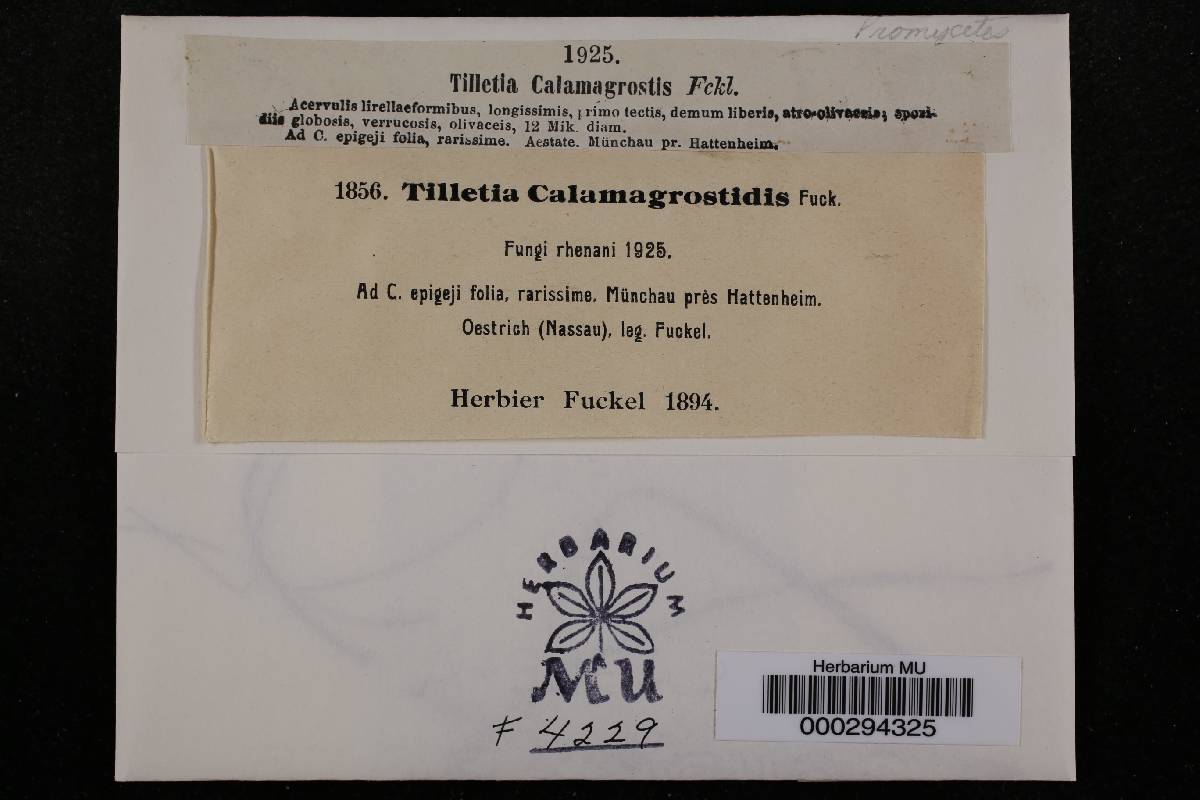 Promycetes
1925.
Tilletia Calamagrostis Fckl.
Acervulis lirellaeformibus, longissimis, primo tectis, demum liberis, atro-olivaceis; spori-
diis globosis, verrucosis, olivaceis, 12 Mik. diam.
Ad C. epigeji folia, rarissime. Aestate. Münchau pr. Hattenheim.
1856. Tilletia Calamagrostidis Fuck.
Fungi rhenani 1925.
Ad C. epigeji folia, rarissime. Münchau près Hattenheim.
Oestrich (Nassau), leg. Fuckel.
Herbier Fuckel 1894.
HERBARIUM
MU
F 4229
Herbarium MU
000294325